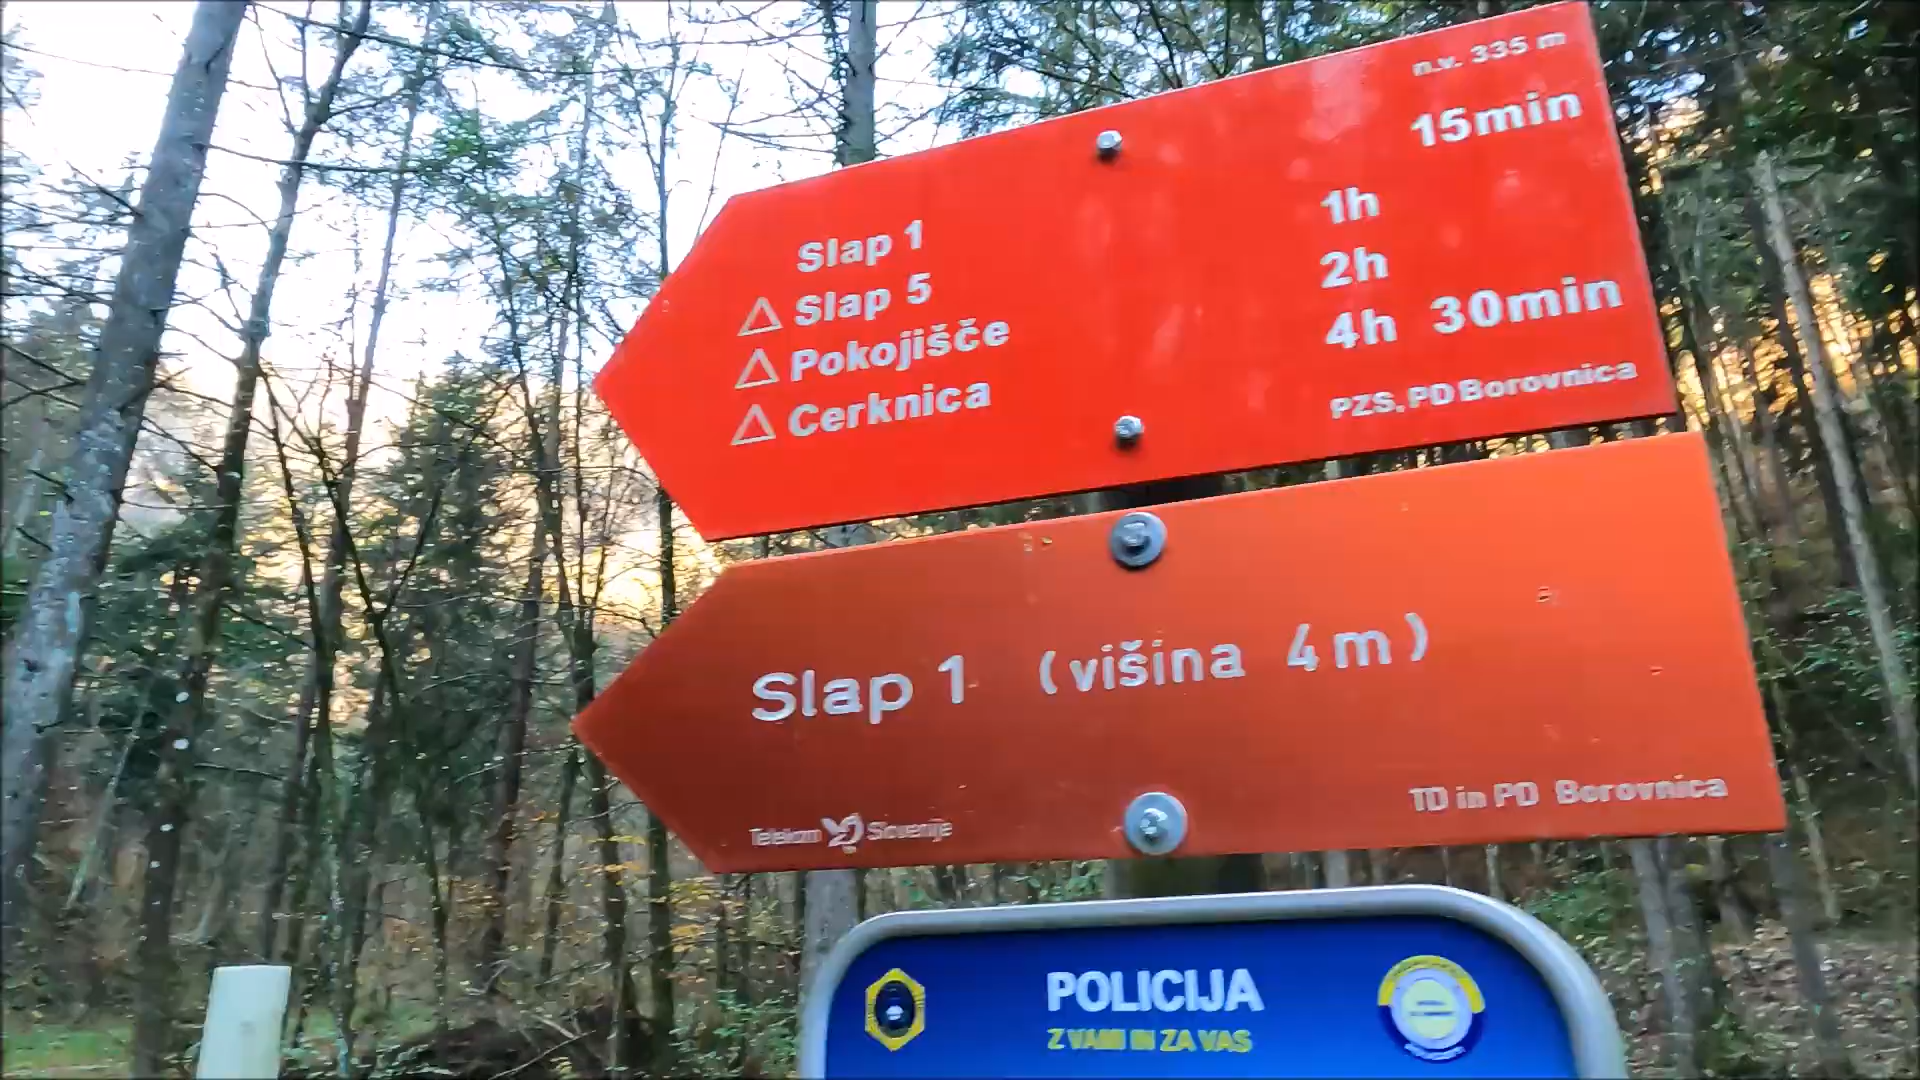 n.v. 335 m
Slap 1 15min
△ Slap 5 1h
△ Pokojišče 2h
△ Cerknica 4h 30min
PZS, PD Borovnica
Slap 1 (višina 4m)
Telekom Slovenije
TD in PD Borovnica
POLICIJA
Z VAMI IN ZA VAS